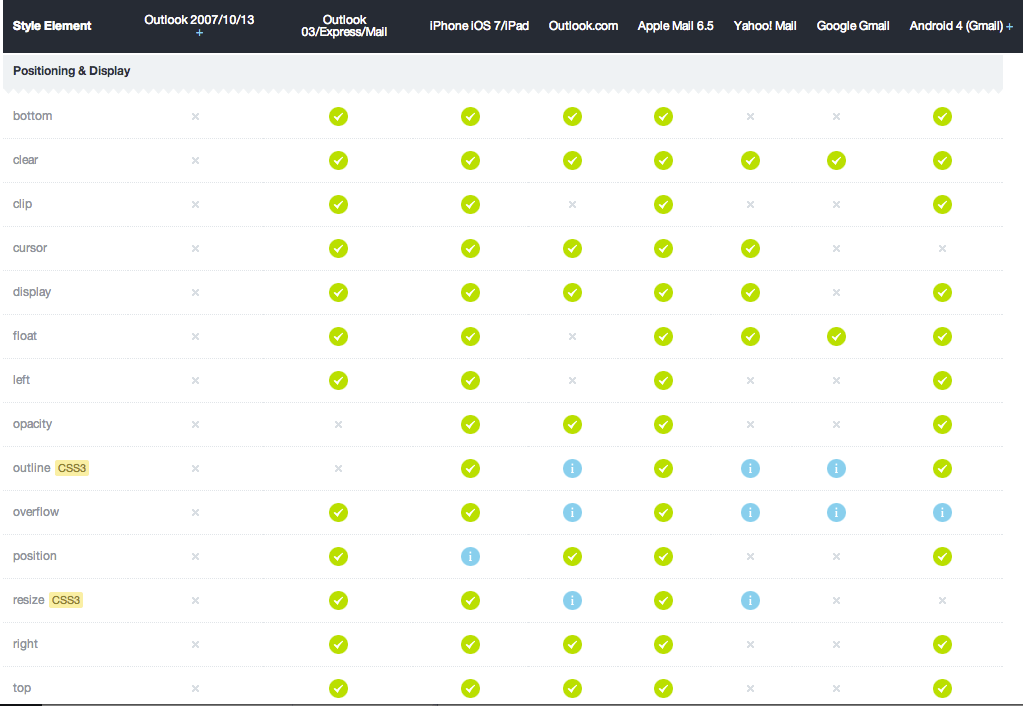 Style Element
Outlook 2007/10/13
+
Outlook
03/Express/Mail
iPhone iOS 7/iPad
Outlook.com
Apple Mail 6.5
Yahoo! Mail
Google Gmail
Android 4 (Gmail) +
Positioning & Display
bottom
clear
clip
cursor
display
float
left
opacity
outline CSS3
overflow
position
resize CSS3
right
top